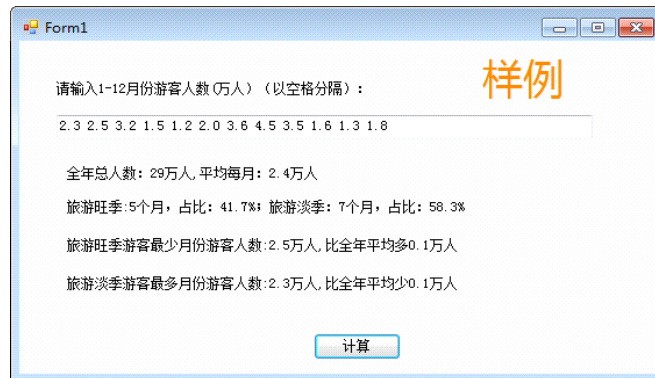 Form1
样例
请输入1-12月份游客人数(万人)(以空格分隔):
2.3 2.5 3.2 1.5 1.2 2.0 3.6 4.5 3.5 1.6 1.3 1.8
全年总人数: 29万人,平均每月: 2.4万人
旅游旺季:5个月, 占比: 41.7%; 旅游淡季: 7个月, 占比: 58.3%
旅游旺季游客最少月份游客人数:2.5万人,比全年平均多0.1万人
旅游淡季游客最多月份游客人数:2.3万人,比全年平均少0.1万人
计算